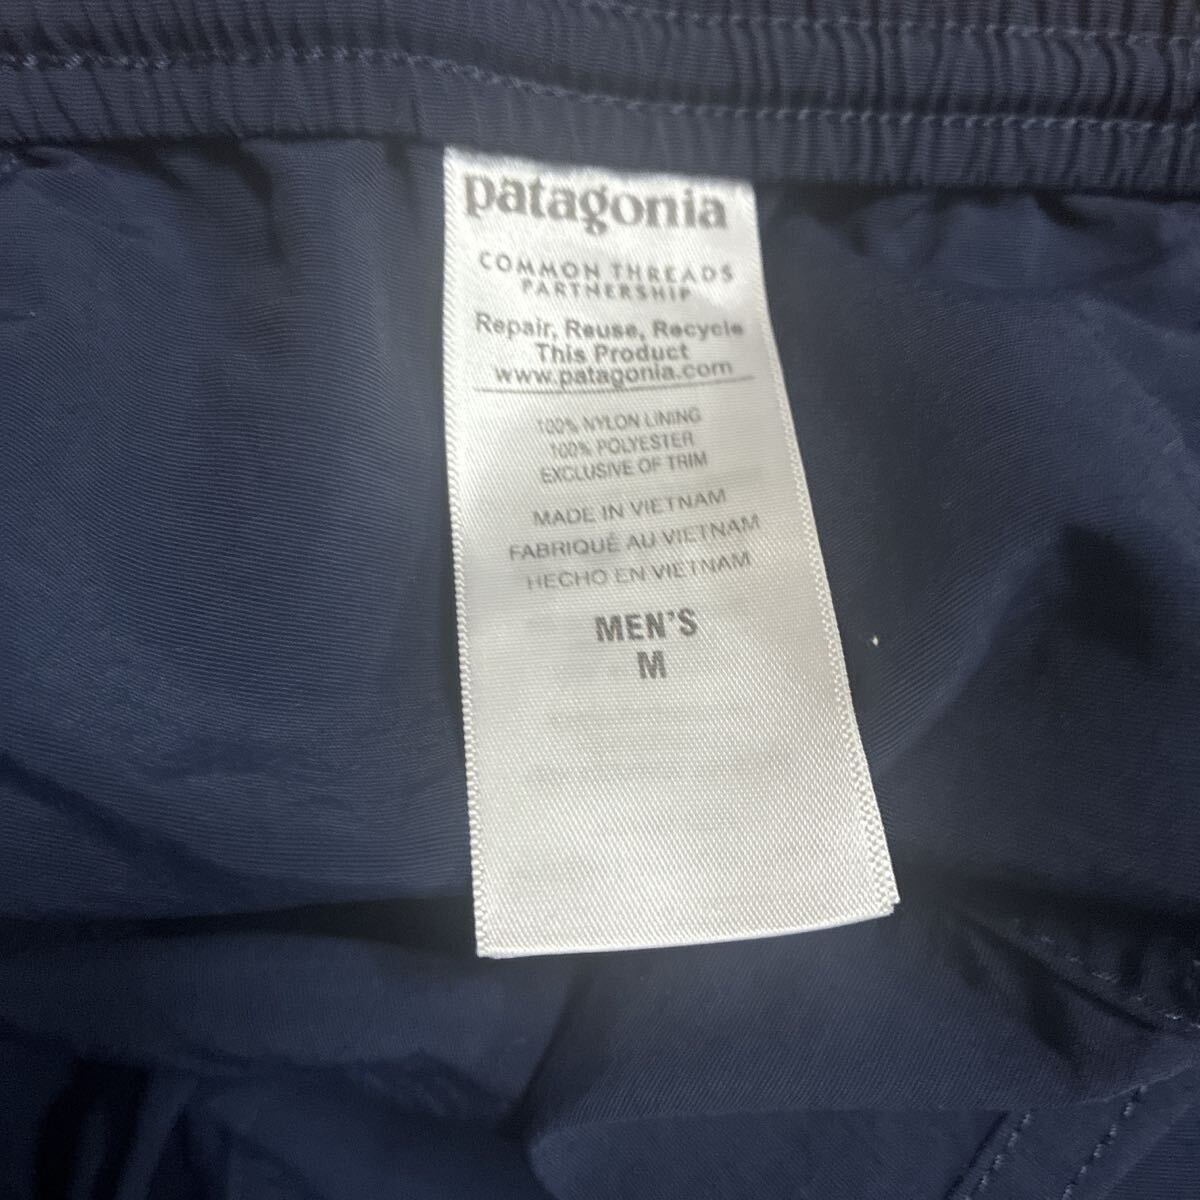 patagonia
COMMON THREADS
PARTNERSHIP
Repair, Reuse, Recycle
This Product
www.patagonia.com
100% NYLON LINING
100% POLYESTER
EXCLUSIVE OF TRIM
MADE IN VIETNAM
FABRIQUÉ AU VIETNAM
HECHO EN VIETNAM
MEN'S
M